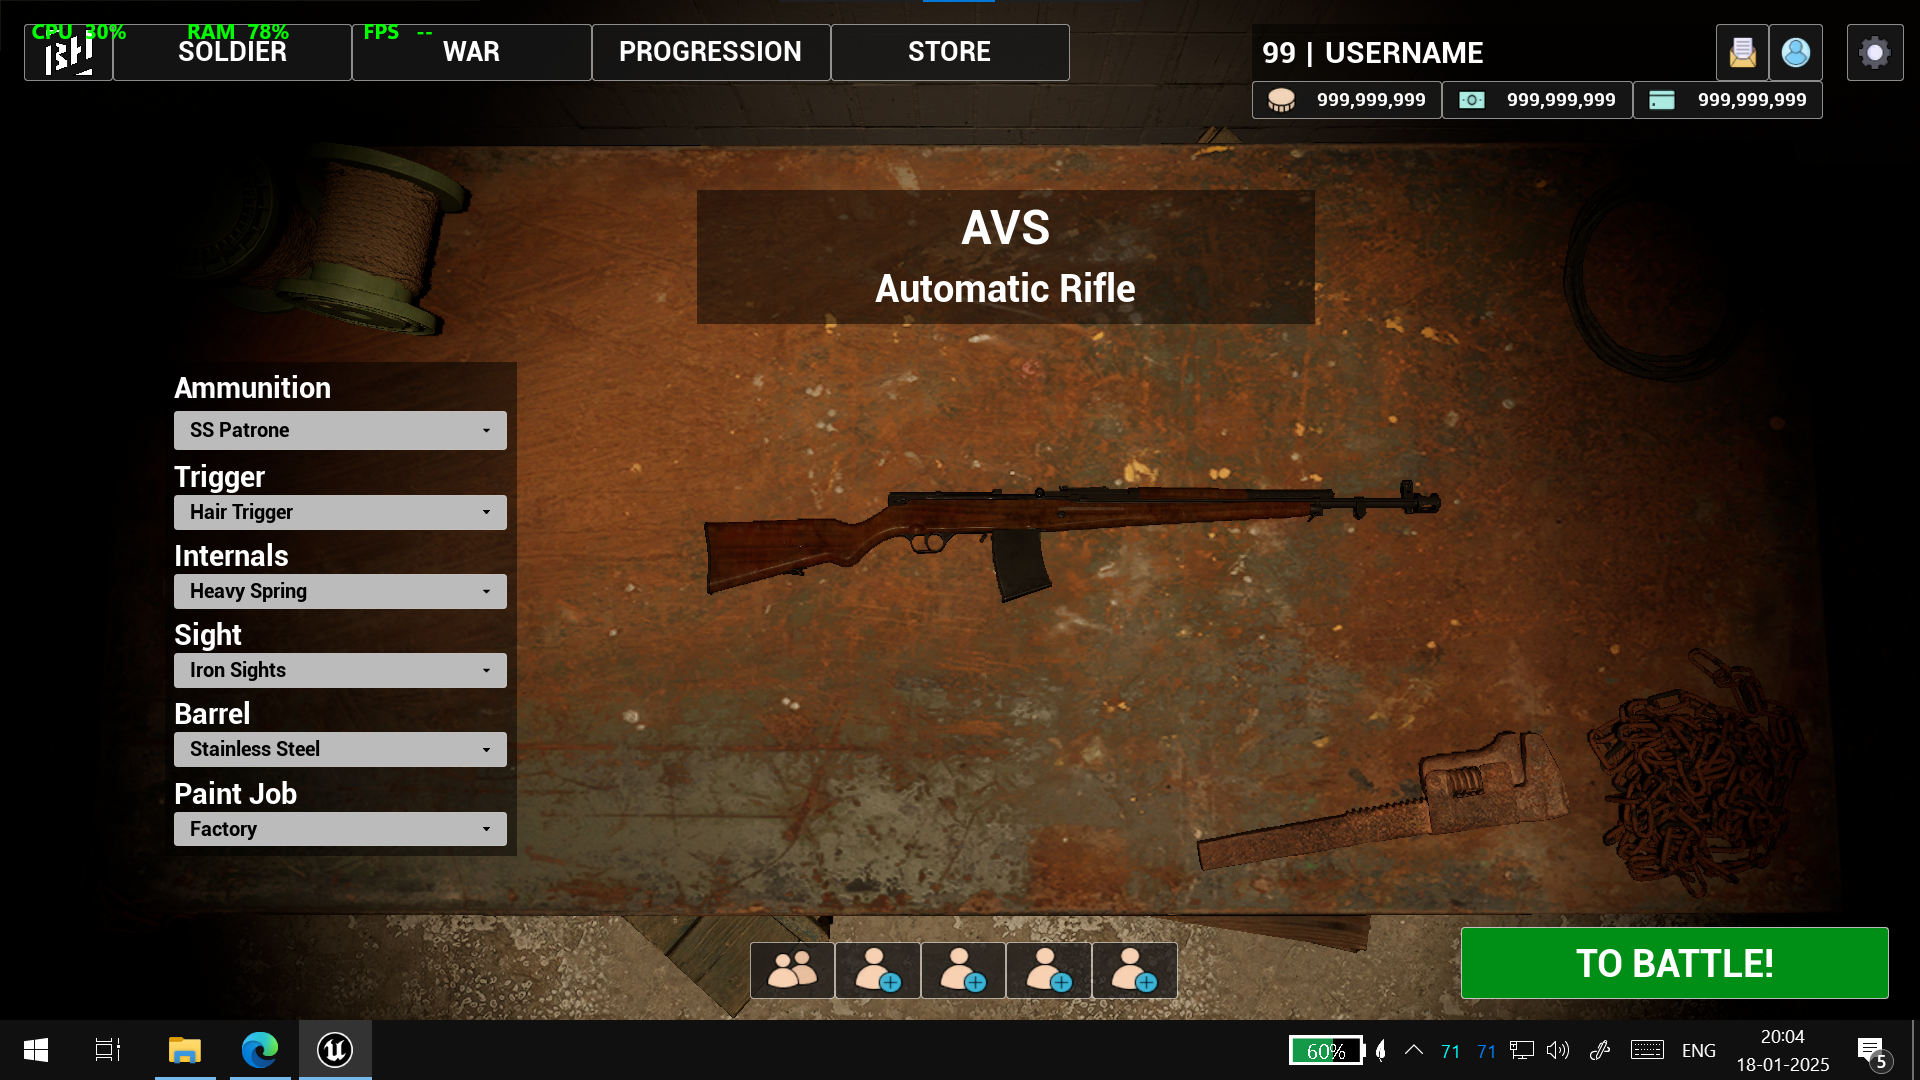 CPU 30% RAM 78% FPS --
SOLDIER WAR PROGRESSION STORE
99 | USERNAME
999,999,999 999,999,999 999,999,999
AVS
Automatic Rifle
Ammunition
SS Patrone
Trigger
Hair Trigger
Internals
Heavy Spring
Sight
Iron Sights
Barrel
Stainless Steel
Paint Job
Factory
TO BATTLE!
60% 71 71 ENG 20:04
18-01-2025
5